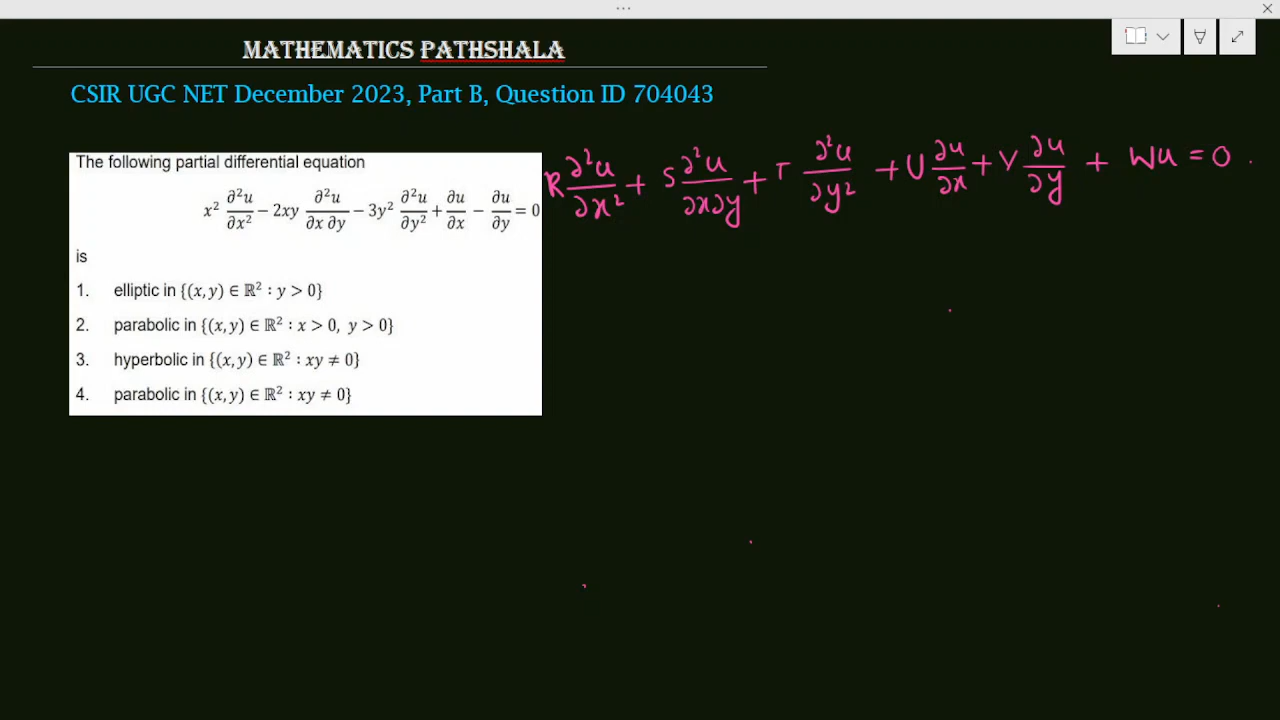 MATHEMATICS PATHSHALA
CSIR UGC NET December 2023, Part B, Question ID 704043
The following partial differential equation
x² ∂²u/∂x² − 2xy ∂²u/∂x ∂y − 3y² ∂²u/∂y² + ∂u/∂x − ∂u/∂y = 0
R ∂²u/∂x² + S ∂²u/∂x∂y + T ∂²u/∂y² + U ∂u/∂x + V ∂u/∂y + Wu = 0 .
is
1. elliptic in {(x, y) ∈ ℝ² : y > 0}
2. parabolic in {(x, y) ∈ ℝ² : x > 0, y > 0}
3. hyperbolic in {(x, y) ∈ ℝ² : xy ≠ 0}
4. parabolic in {(x, y) ∈ ℝ² : xy ≠ 0}